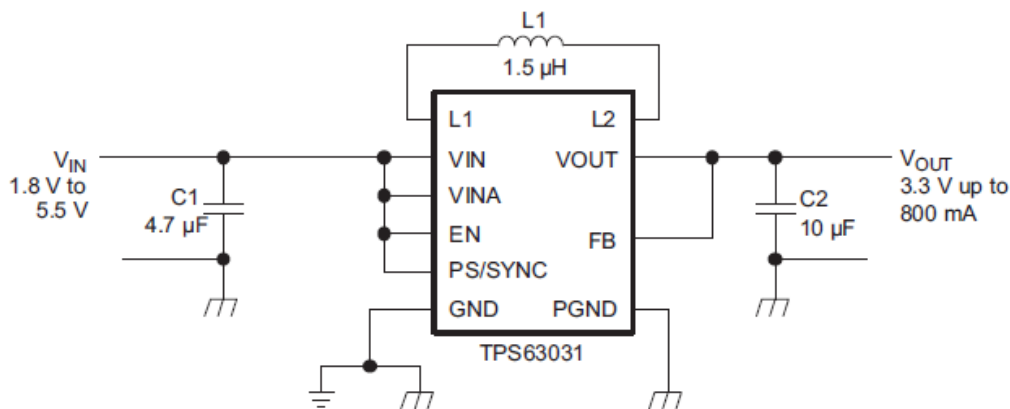 L1
1.5 µH
L1
L2
VIN
1.8 V to
5.5 V
C1
4.7 µF
VIN
VOUT
VINA
EN
FB
PS/SYNC
GND
PGND
TPS63031
C2
10 µF
VOUT
3.3 V up to
800 mA